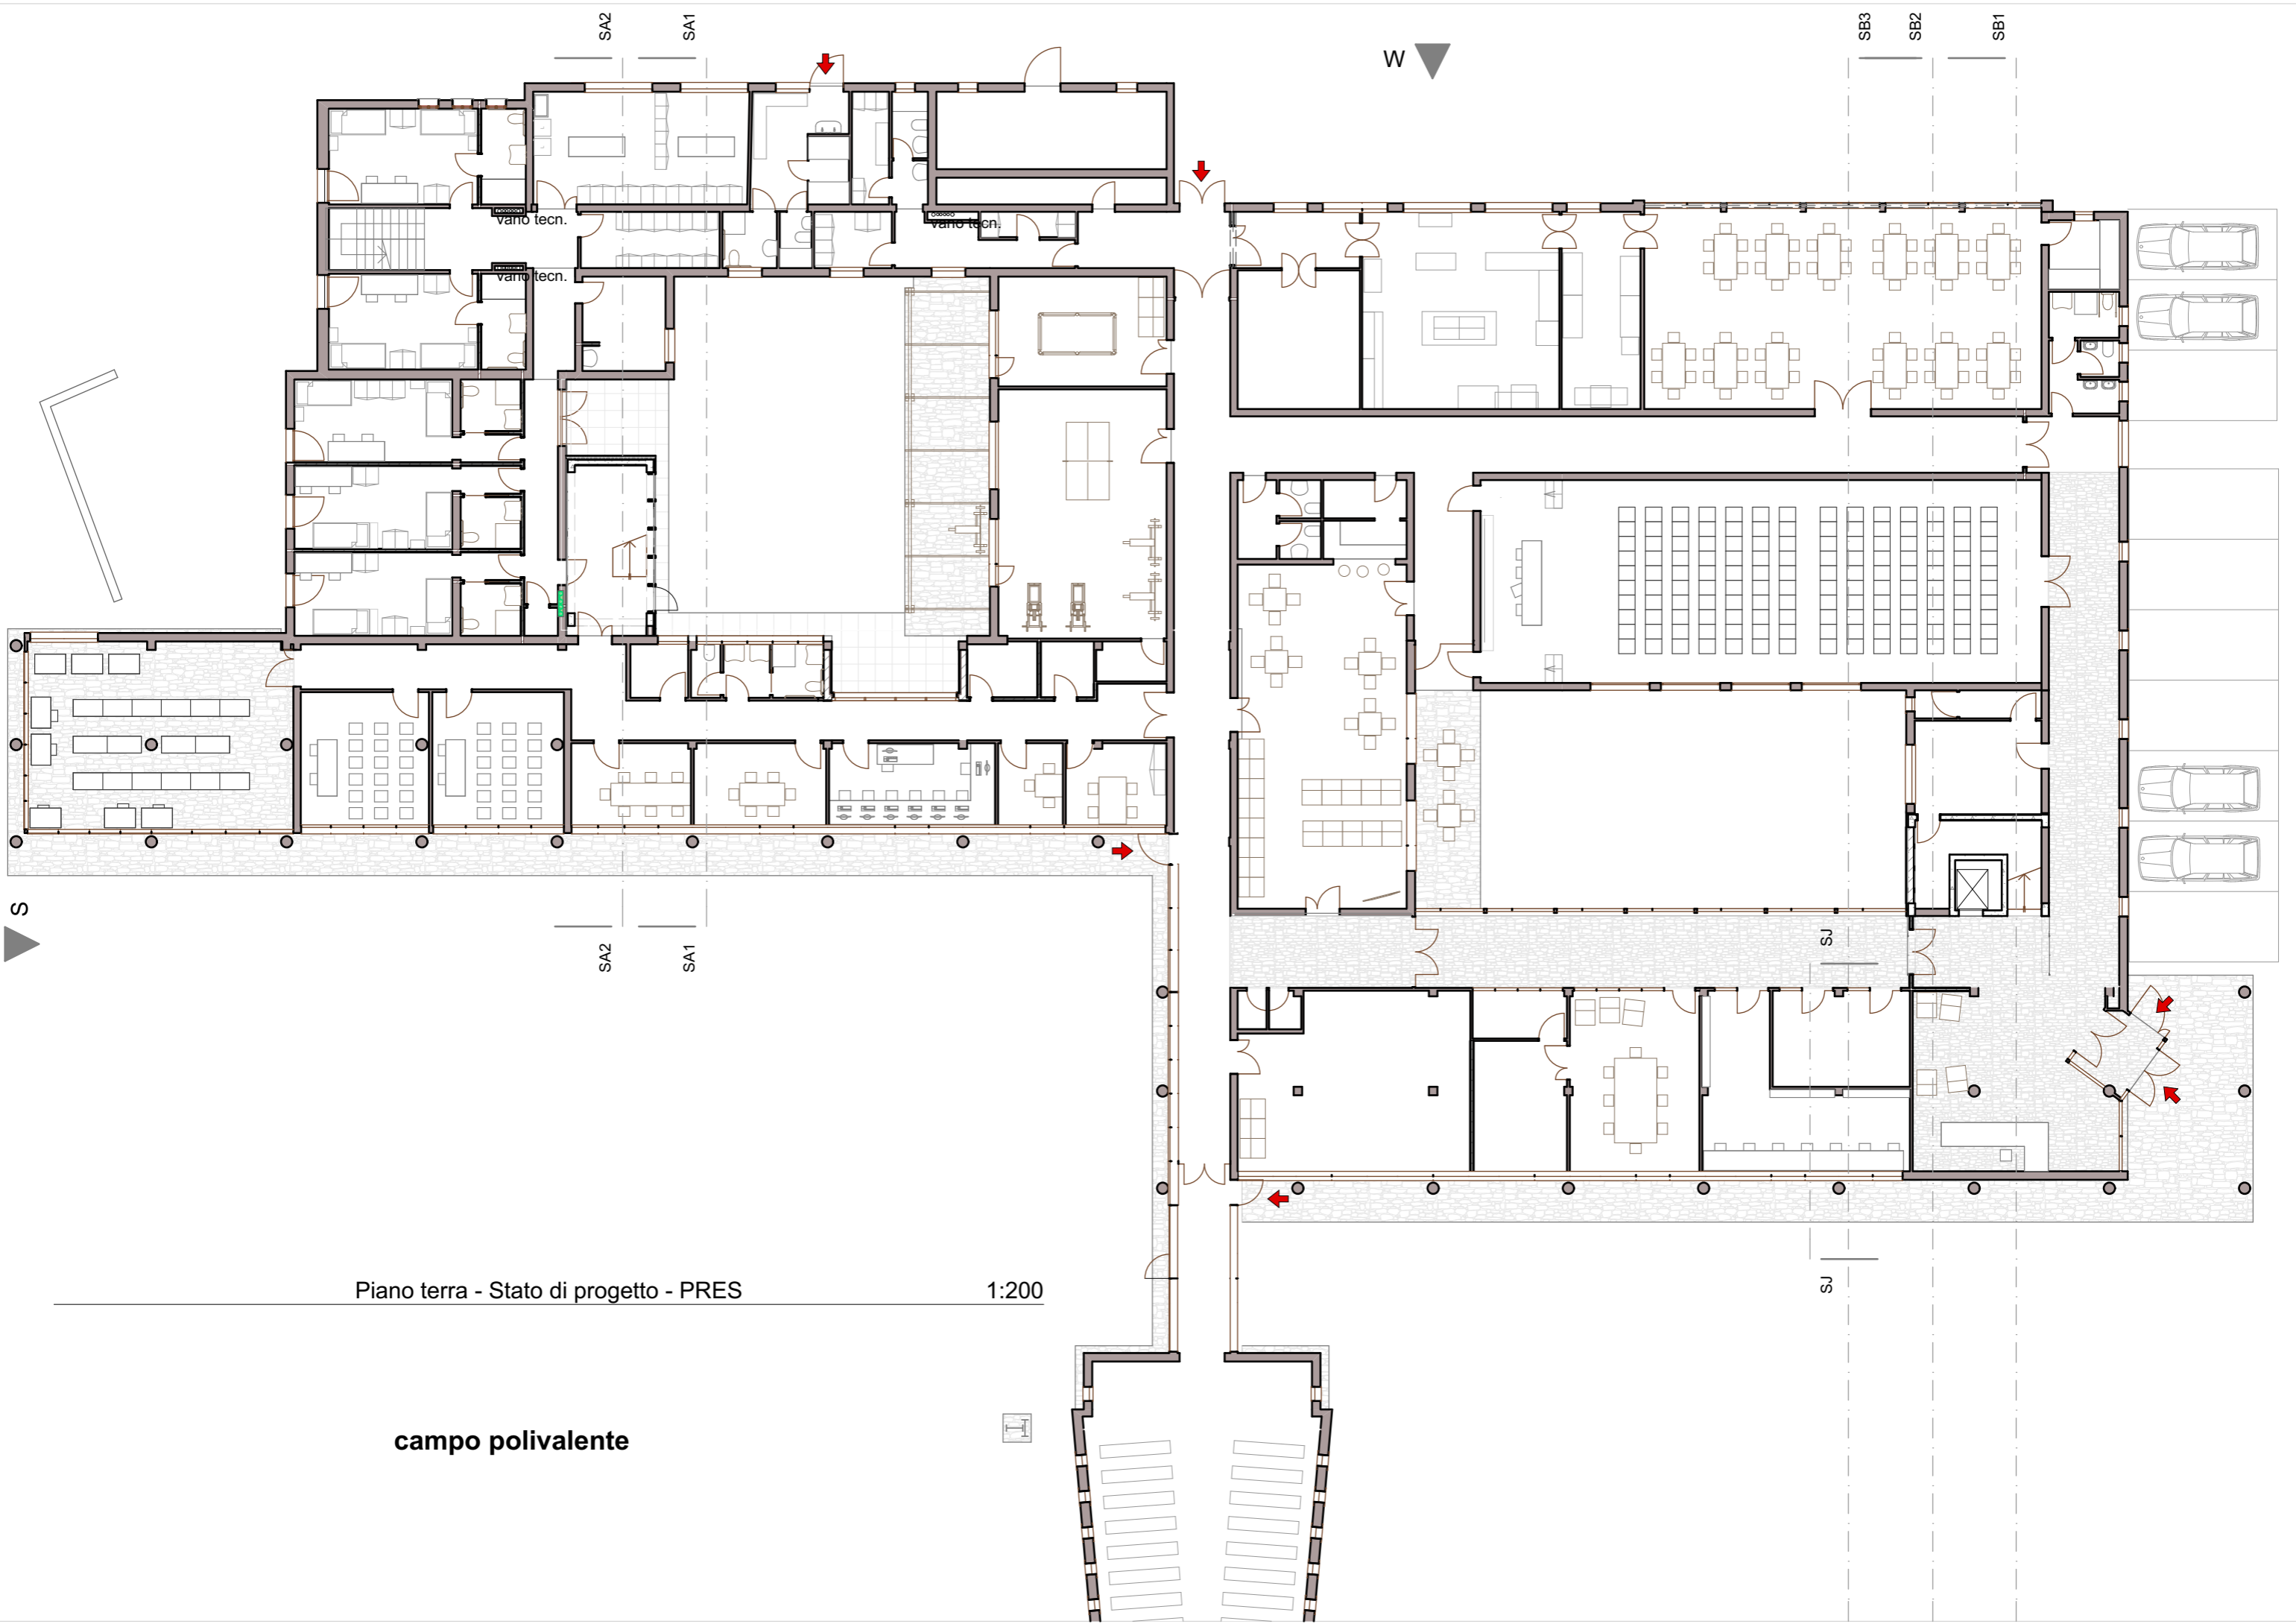 SA2
SA1
SB3
SB2
SB1
W
vano tecn.
vano tecn.
vano tecn.
S
SA2
SA1
SJ
SJ
Piano terra - Stato di progetto - PRES 1:200
campo polivalente